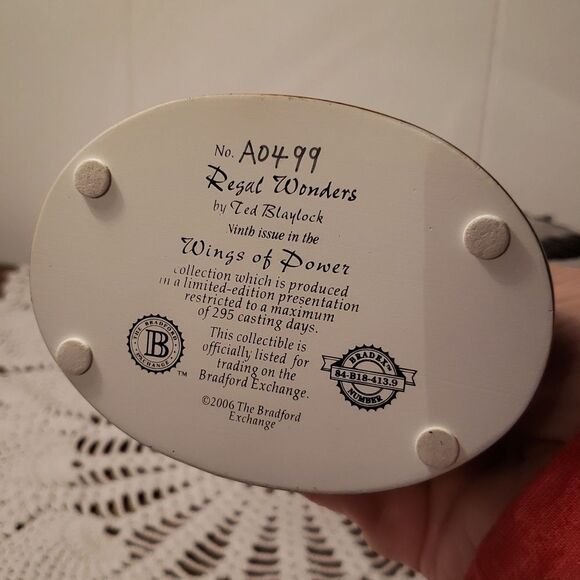 No. A0499
Regal Wonders
by Ted Blaylock
Ninth issue in the
Wings of Power
collection which is produced
in a limited-edition presentation
restricted to a maximum
of 295 casting days.
This collectible is
officially listed for
trading on the
Bradford Exchange.
©2006 The Bradford
Exchange
THE BRADFORD
B
EXCHANGE
TM
BRADEX
84-B18-413.9
NUMBER